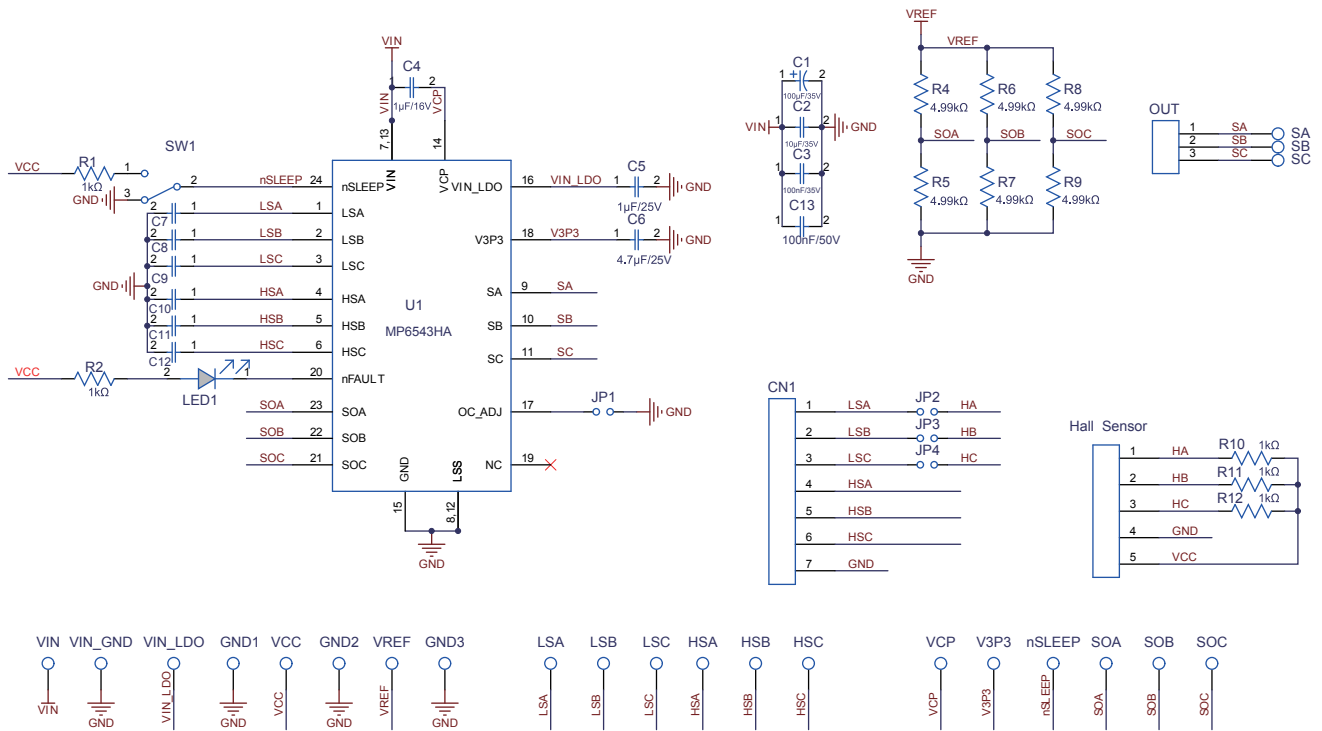 VIN
C4
1
2
1µF/16V
VIN
VCP
7, 13
14
SW1
VCC
R1
1kΩ
1
2
3
GND
nSLEEP
24
nSLEEP
VIN
VCP
VIN_LDO
16
VIN_LDO
C5
1
2
GND
1µF/25V
2
1
LSA
1
LSA
C7
2
1
LSB
2
LSB
C8
2
1
LSC
3
LSC
C9
GND
2
1
HSA
4
HSA
C10
2
1
HSB
5
HSB
C11
2
1
HSC
6
HSC
C12
V3P3
18
V3P3
C6
1
2
GND
4.7µF/25V
U1
MP6543HA
SA
9
SA
SB
10
SB
SC
11
SC
VCC
R2
1kΩ
2
LED1
1
20
nFAULT
SOA
23
SOA
SOB
22
SOB
SOC
21
SOC
OC_ADJ
17
JP1
GND
NC
19
GND
LSS
15
8, 12
GND
C1
1
+
2
100µF/35V
C2
VIN
1
2
GND
10µF/35V
C3
1
2
100nF/35V
C13
1
2
100nF/50V
VREF
VREF
R4
4.99kΩ
R6
4.99kΩ
R8
4.99kΩ
SOA
SOB
SOC
R5
4.99kΩ
R7
4.99kΩ
R9
4.99kΩ
GND
OUT
1
SA
SA
2
SB
SB
3
SC
SC
CN1
1
LSA
JP2
HA
2
LSB
JP3
HB
3
LSC
JP4
HC
4
HSA
5
HSB
6
HSC
7
GND
Hall Sensor
1
HA
R10
1kΩ
2
HB
R11
1kΩ
3
HC
R12
1kΩ
4
GND
5
VCC
VIN
VIN_GND
VIN_LDO
GND1
VCC
GND2
VREF
GND3
LSA
LSB
LSC
HSA
HSB
HSC
VCP
V3P3
nSLEEP
SOA
SOB
SOC
VIN
GND
VIN_LDO
GND
VCC
GND
VREF
GND
LSA
LSB
LSC
HSA
HSB
HSC
VCP
V3P3
nSLEEP
SOA
SOB
SOC